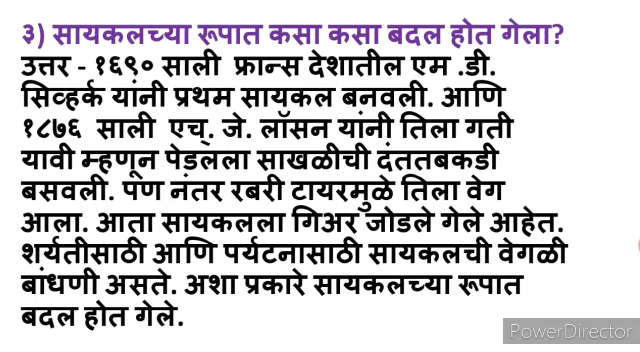 ३) सायकलच्या रूपात कसा कसा बदल होत गेला?
उत्तर - १६९० साली फ्रान्स देशातील एम .डी.
सिव्हर्क यांनी प्रथम सायकल बनवली. आणि
१८७६ साली एच्. जे. लॉसन यांनी तिला गती
यावी म्हणून पेडलला साखळीची दंततबकडी
बसवली. पण नंतर रबरी टायरमुळे तिला वेग
आला. आता सायकलला गिअर जोडले गेले आहेत.
शर्यतीसाठी आणि पर्यटनासाठी सायकलची वेगळी
बांधणी असते. अशा प्रकारे सायकलच्या रूपात
बदल होत गेले.
PowerDirector